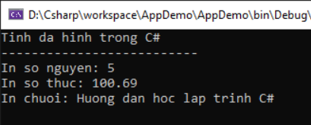 D:\Csharp\workspace\AppDemo\AppDemo\bin\Debug\
Tinh da hinh trong C#
---------------------------
In so nguyen: 5
In so thuc: 100.69
In chuoi: Huong dan hoc lap trinh C#